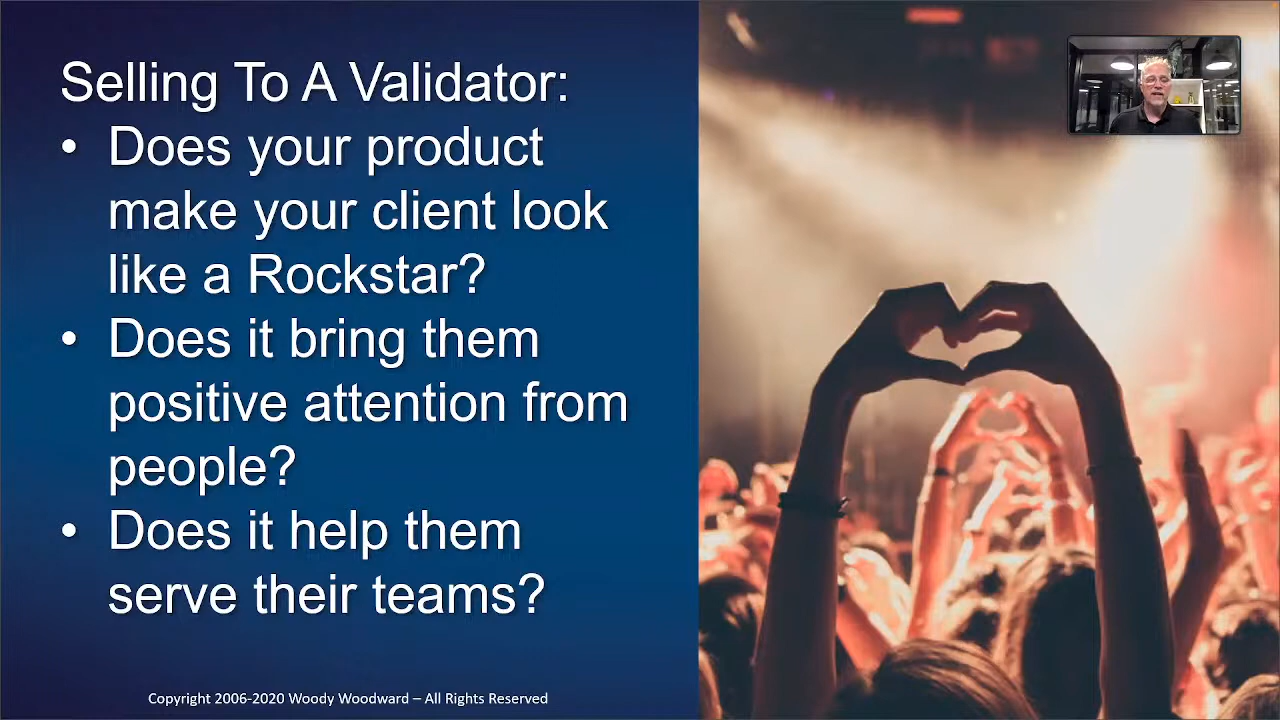 Selling To A Validator:
• Does your product
make your client look
like a Rockstar?
• Does it bring them
positive attention from
people?
• Does it help them
serve their teams?
Copyright 2006-2020 Woody Woodward – All Rights Reserved